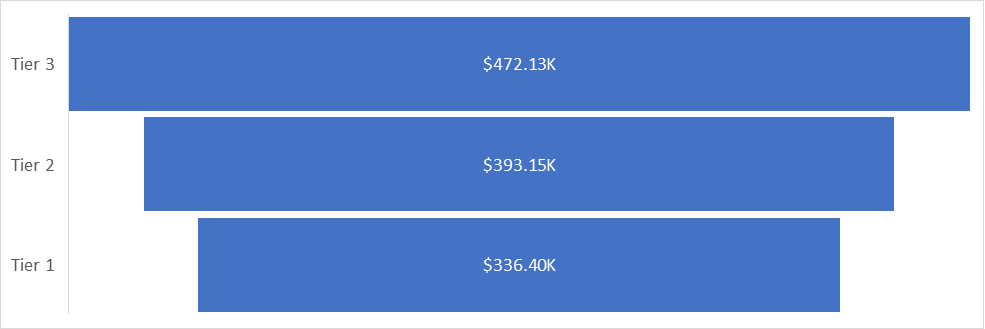 Tier 3 $472.13K
Tier 2 $393.15K
Tier 1 $336.40K